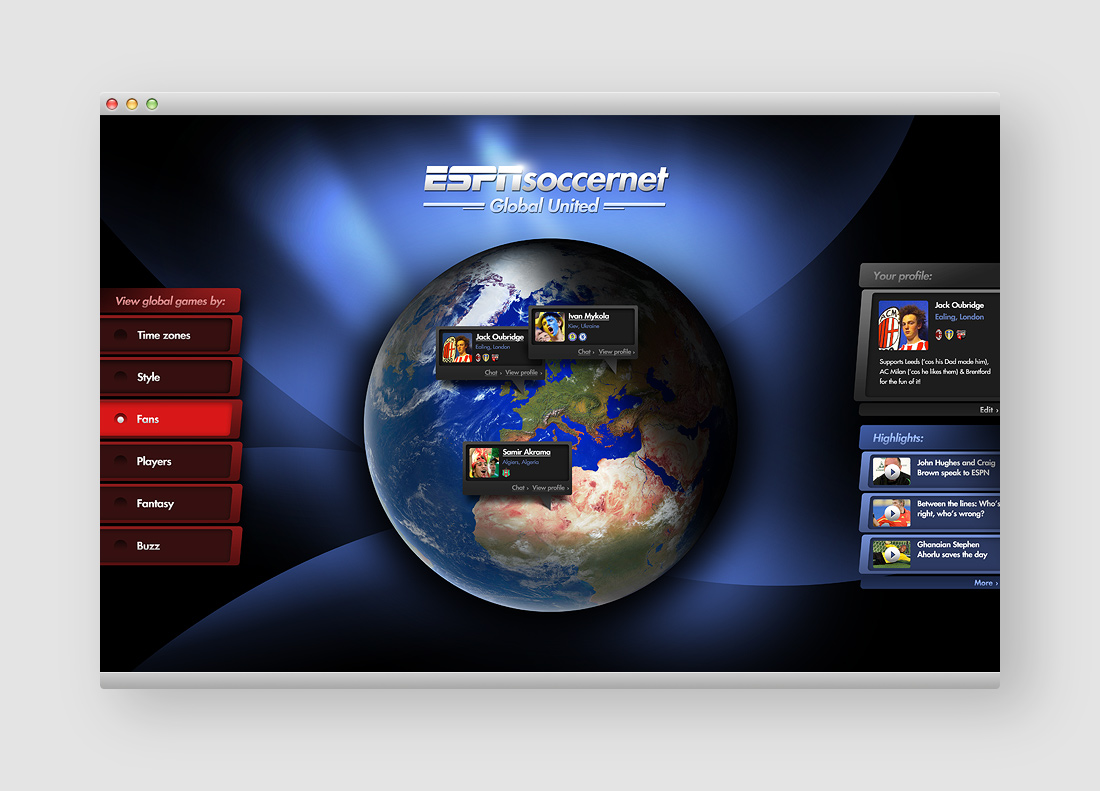 ESPNsoccernet
Global United
View global games by:
Time zones
Style
Fans
Players
Fantasy
Buzz
Ivan Mykola
Kiev, Ukraine
Chat › View profile ›
Jack Oubridge
Ealing, London
Chat › View profile ›
Samir Akrama
Algiers, Algeria
Chat › View profile ›
Your profile:
Jack Oubridge
Ealing, London
Supports Leeds ('cos his Dad made him),
AC Milan ('cos he likes them) & Brentford
for the fun of it!
Edit ›
Highlights:
John Hughes and Craig
Brown speak to ESPN
Between the lines: Who's
right, who's wrong?
Ghanaian Stephen
Ahorlu saves the day
More ›